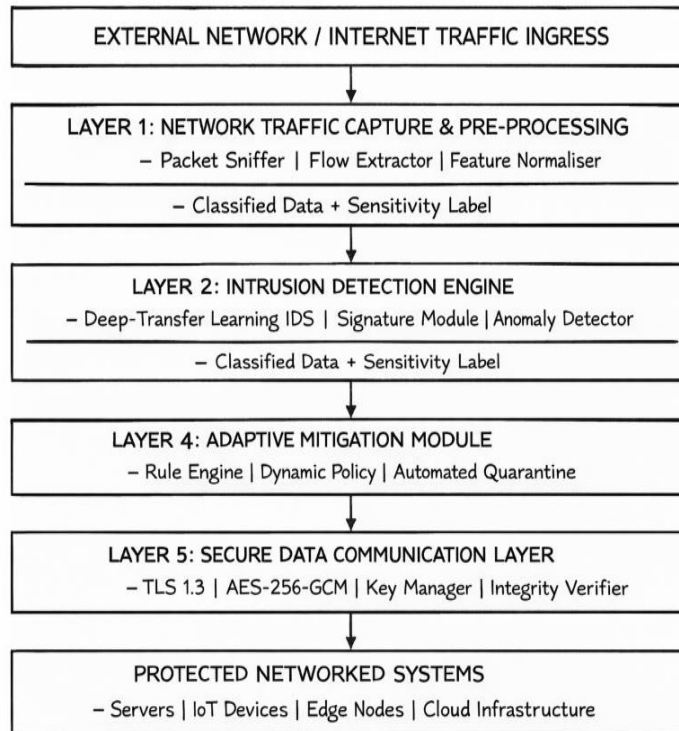 EXTERNAL NETWORK / INTERNET TRAFFIC INGRESS
LAYER 1: NETWORK TRAFFIC CAPTURE & PRE-PROCESSING
– Packet Sniffer | Flow Extractor | Feature Normaliser
– Classified Data + Sensitivity Label
LAYER 2: INTRUSION DETECTION ENGINE
– Deep-Transfer Learning IDS | Signature Module | Anomaly Detector
– Classified Data + Sensitivity Label
LAYER 4: ADAPTIVE MITIGATION MODULE
– Rule Engine | Dynamic Policy | Automated Quarantine
LAYER 5: SECURE DATA COMMUNICATION LAYER
– TLS 1.3 | AES-256-GCM | Key Manager | Integrity Verifier
PROTECTED NETWORKED SYSTEMS
– Servers | IoT Devices | Edge Nodes | Cloud Infrastructure